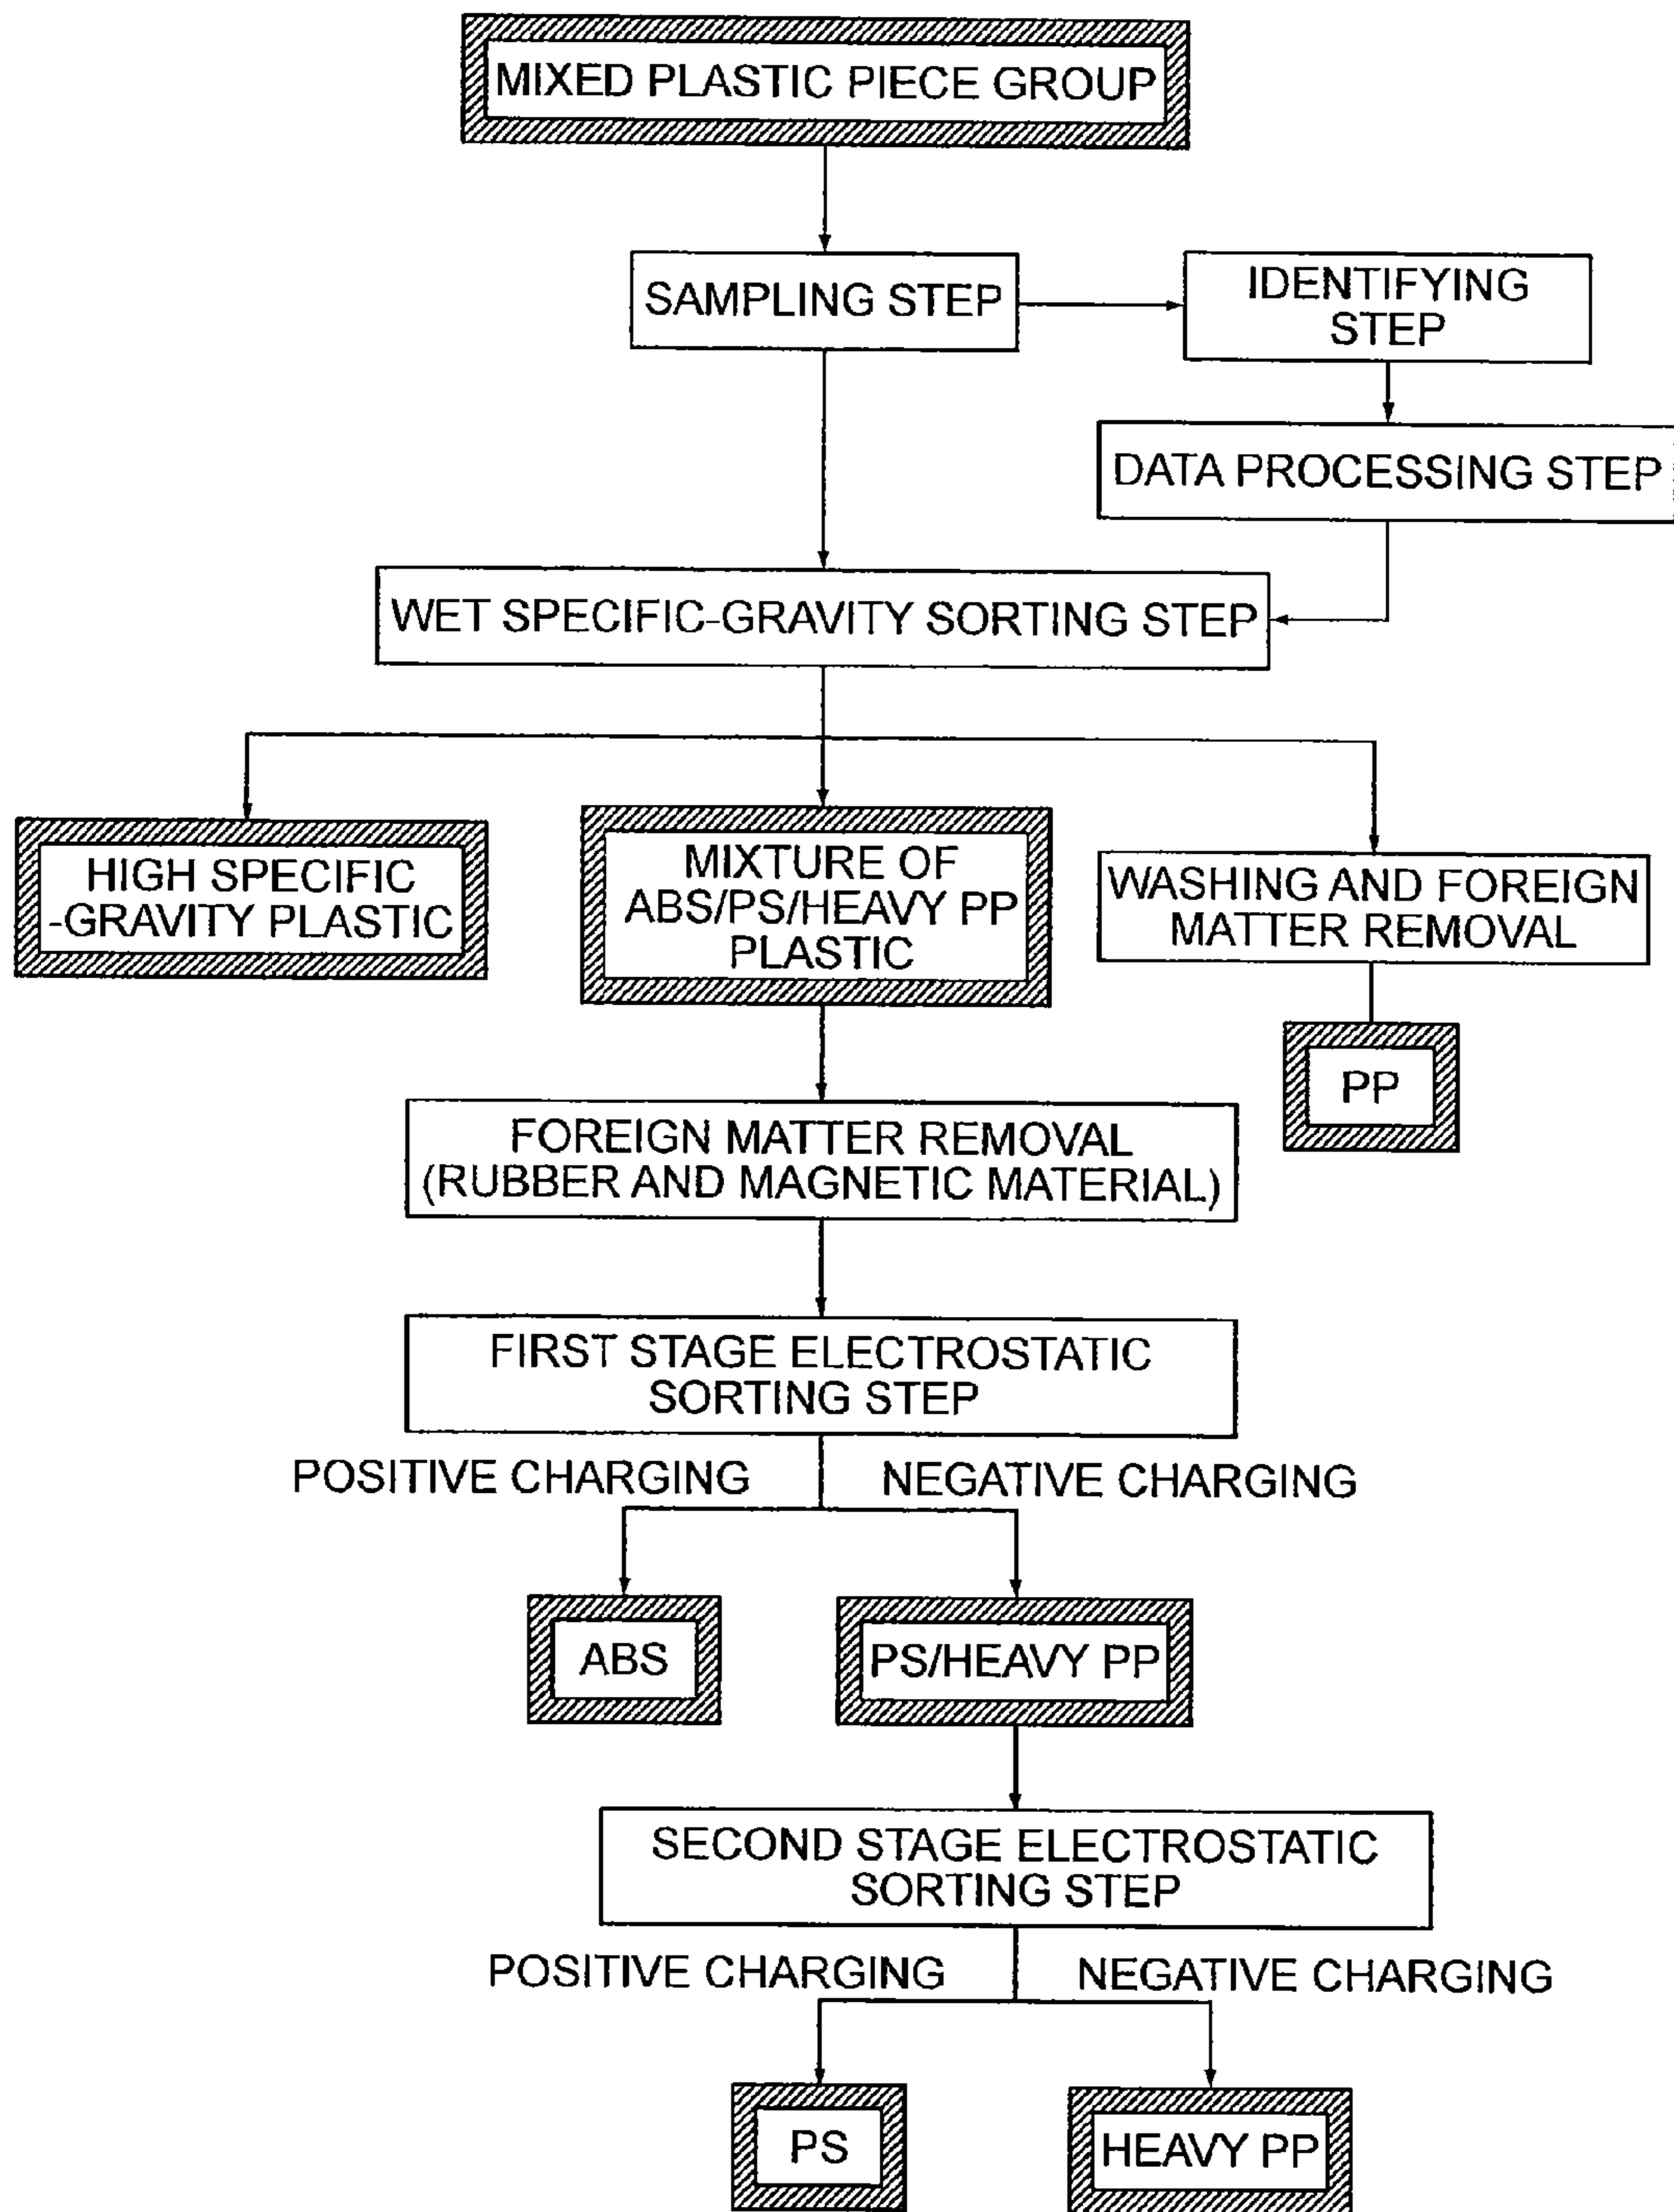 MIXED PLASTIC PIECE GROUP
SAMPLING STEP
IDENTIFYING
STEP
DATA PROCESSING STEP
WET SPECIFIC-GRAVITY SORTING STEP
HIGH SPECIFIC
-GRAVITY PLASTIC
MIXTURE OF
ABS/PS/HEAVY PP
PLASTIC
WASHING AND FOREIGN
MATTER REMOVAL
PP
FOREIGN MATTER REMOVAL
(RUBBER AND MAGNETIC MATERIAL)
FIRST STAGE ELECTROSTATIC
SORTING STEP
POSITIVE CHARGING
NEGATIVE CHARGING
ABS
PS/HEAVY PP
SECOND STAGE ELECTROSTATIC
SORTING STEP
POSITIVE CHARGING
NEGATIVE CHARGING
PS
HEAVY PP